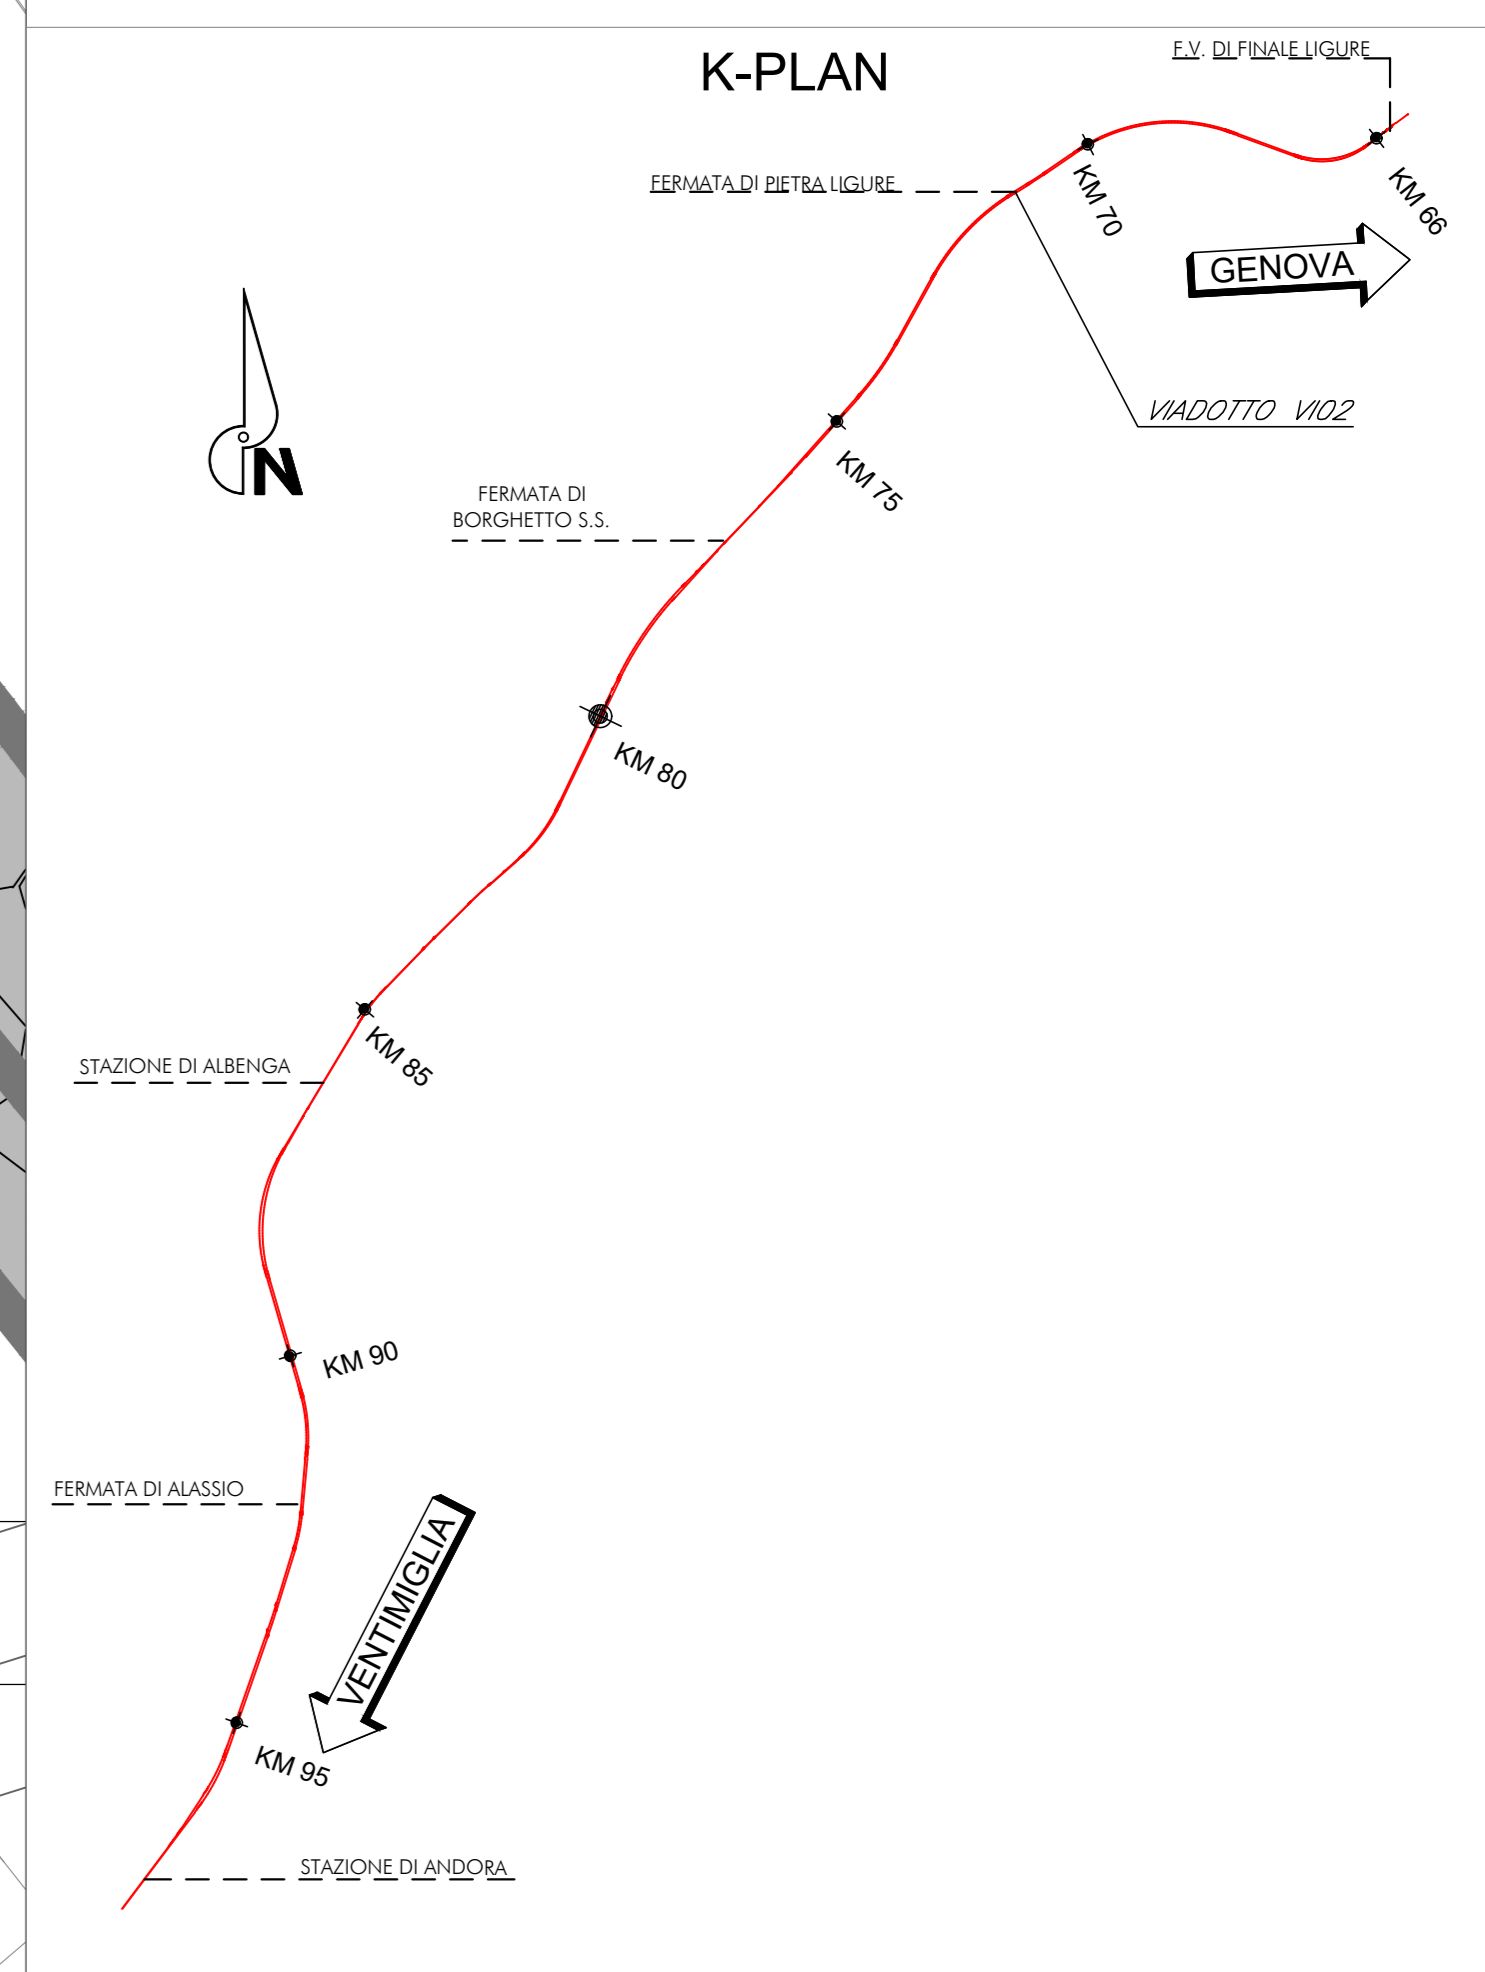 K-PLAN
F.V. DI FINALE LIGURE
FERMATA DI PIETRA LIGURE
KM 70
KM 66
GENOVA
VIADOTTO VI02
N
KM 75
FERMATA DI
BORGHETTO S.S.
KM 80
KM 85
STAZIONE DI ALBENGA
KM 90
FERMATA DI ALASSIO
VENTIMIGLIA
KM 95
STAZIONE DI ANDORA